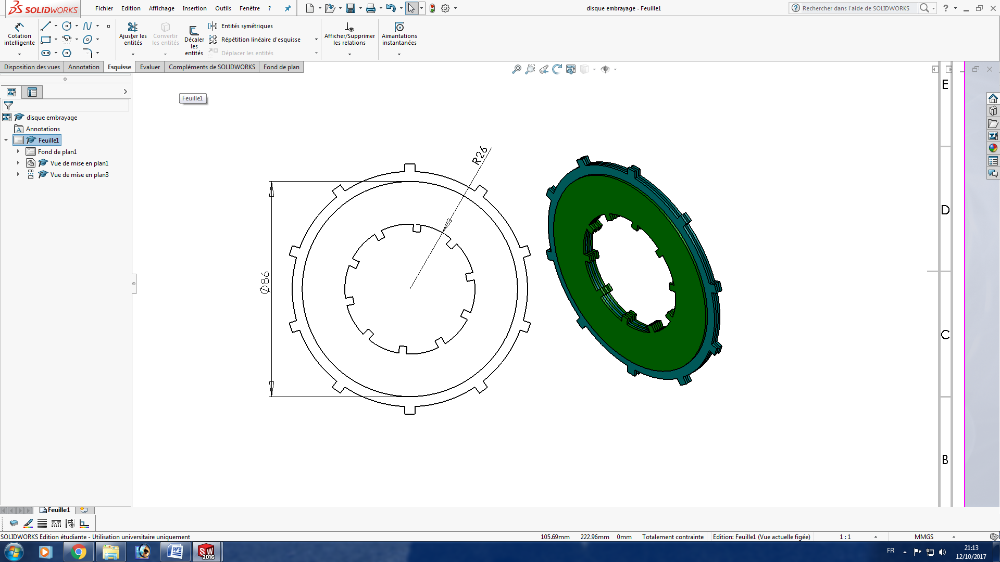 SOLIDWORKS
Fichier Edition Affichage Insertion Outils Fenêtre ?
disque embrayage - Feuille1
Rechercher dans l'aide de SOLIDWORKS
Cotation intelligente
Ajuster les entités
Convertir les entités
Décaler les entités
Entités symétriques
Répétition linéaire d'esquisse
Déplacer les entités
Afficher/Supprimer les relations
Aimantations instantanées
Disposition des vues Annotation Esquisse Evaluer Compléments de SOLIDWORKS Fond de plan
Feuille1
disque embrayage
Annotations
Feuille1
Fond de plan1
Vue de mise en plan1
Vue de mise en plan3
R26
Ø86
E
D
C
B
Feuille1
SOLIDWORKS Edition étudiante - Utilisation universitaire uniquement
105.69mm 222.96mm 0mm Totalement contrainte Edition: Feuille1 (Vue actuelle figée) 1 : 1 MMGS
SW 2016
FR
21:13
12/10/2017